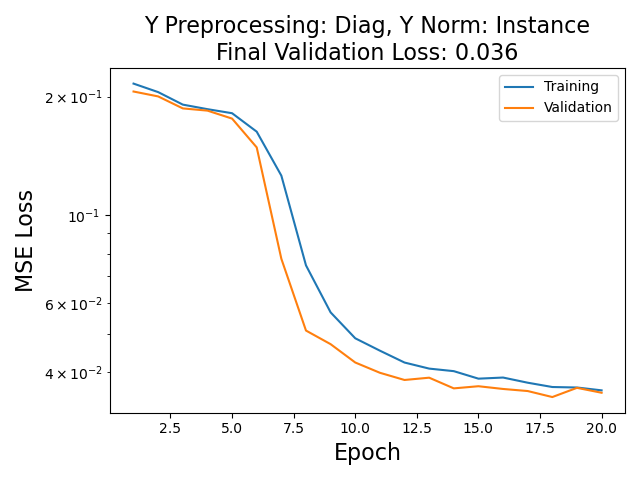 Y Preprocessing: Diag, Y Norm: Instance
Final Validation Loss: 0.036
Training
Validation
2 × 10⁻¹
10⁻¹
6 × 10⁻²
4 × 10⁻²
MSE Loss
2.5 5.0 7.5 10.0 12.5 15.0 17.5 20.0
Epoch